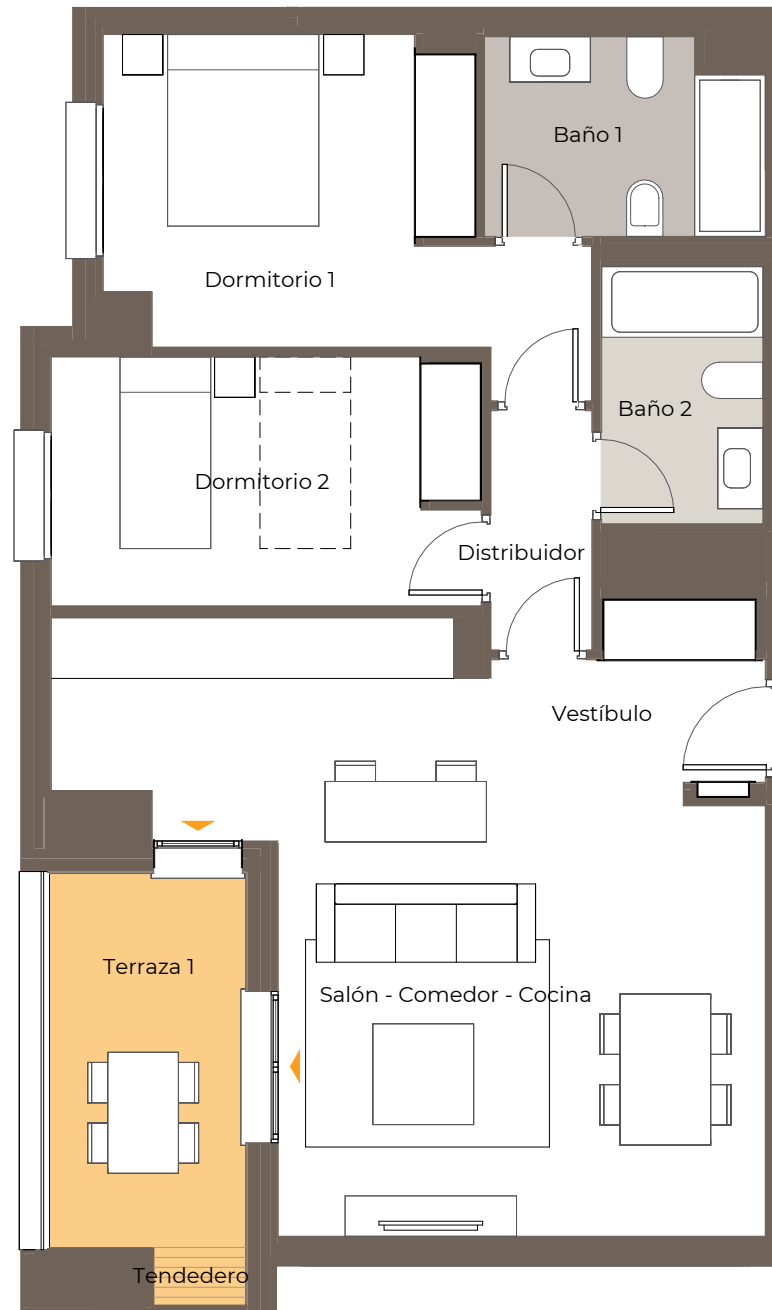 Baño 1
Dormitorio 1
Baño 2
Dormitorio 2
Distribuidor
Vestíbulo
Terraza 1
Salón - Comedor - Cocina
Tendedero